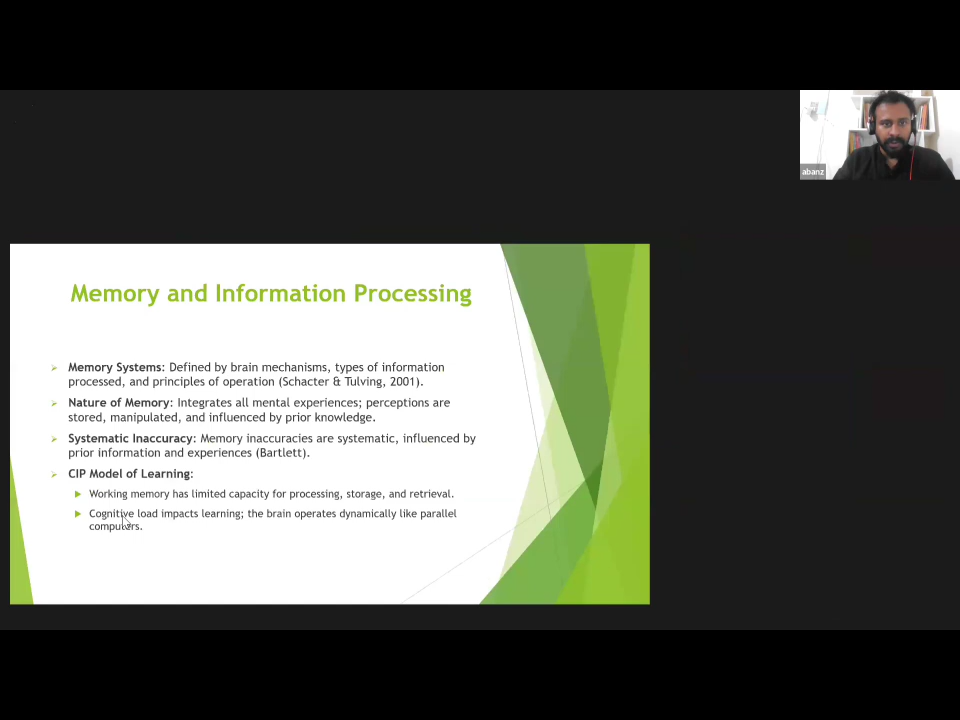 abanz
Memory and Information Processing
Memory Systems: Defined by brain mechanisms, types of information
processed, and principles of operation (Schacter & Tulving, 2001).
Nature of Memory: Integrates all mental experiences; perceptions are
stored, manipulated, and influenced by prior knowledge.
Systematic Inaccuracy: Memory inaccuracies are systematic, influenced by
prior information and experiences (Bartlett).
CIP Model of Learning:
Working memory has limited capacity for processing, storage, and retrieval.
Cognitive load impacts learning; the brain operates dynamically like parallel
computers.